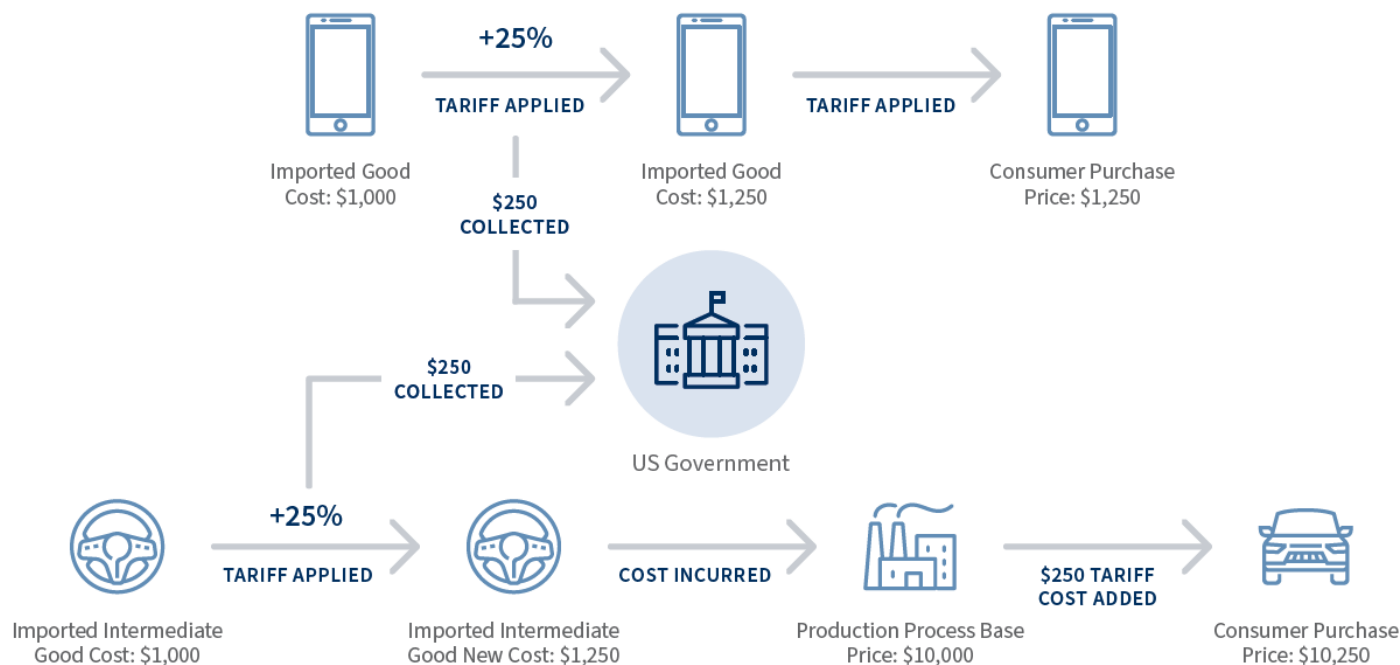 +25%
TARIFF APPLIED
TARIFF APPLIED
Imported Good
Cost: $1,000
Imported Good
Cost: $1,250
Consumer Purchase
Price: $1,250
$250
COLLECTED
$250
COLLECTED
US Government
+25%
TARIFF APPLIED
COST INCURRED
$250 TARIFF
COST ADDED
Imported Intermediate
Good Cost: $1,000
Imported Intermediate
Good New Cost: $1,250
Production Process Base
Price: $10,000
Consumer Purchase
Price: $10,250